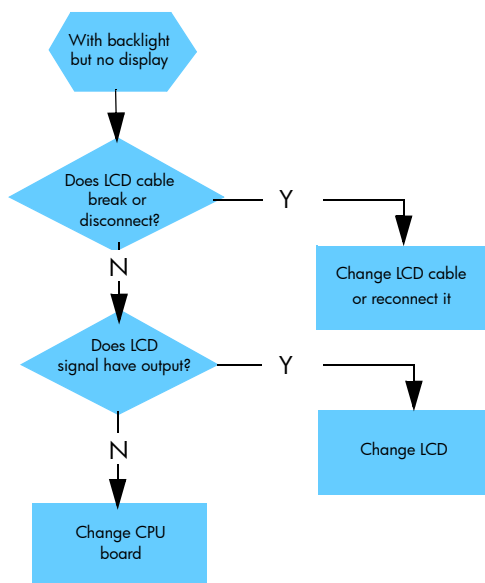 With backlight
but no display
Does LCD cable
break or
disconnect?
Y
Change LCD cable
or reconnect it
N
Does LCD
signal have output?
Y
Change LCD
N
Change CPU
board